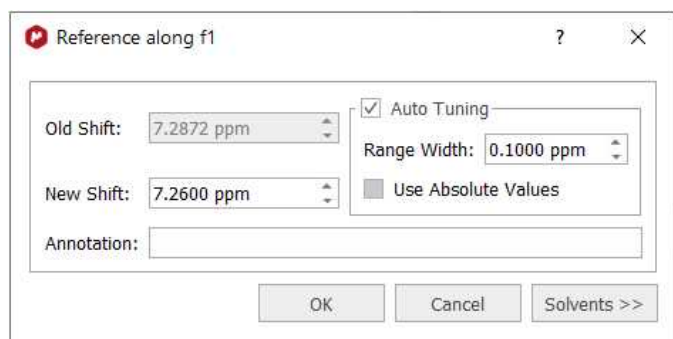 Reference along f1
?
Old Shift: 7.2872 ppm
Auto Tuning
Range Width: 0.1000 ppm
New Shift: 7.2600 ppm
Use Absolute Values
Annotation:
OK
Cancel
Solvents >>